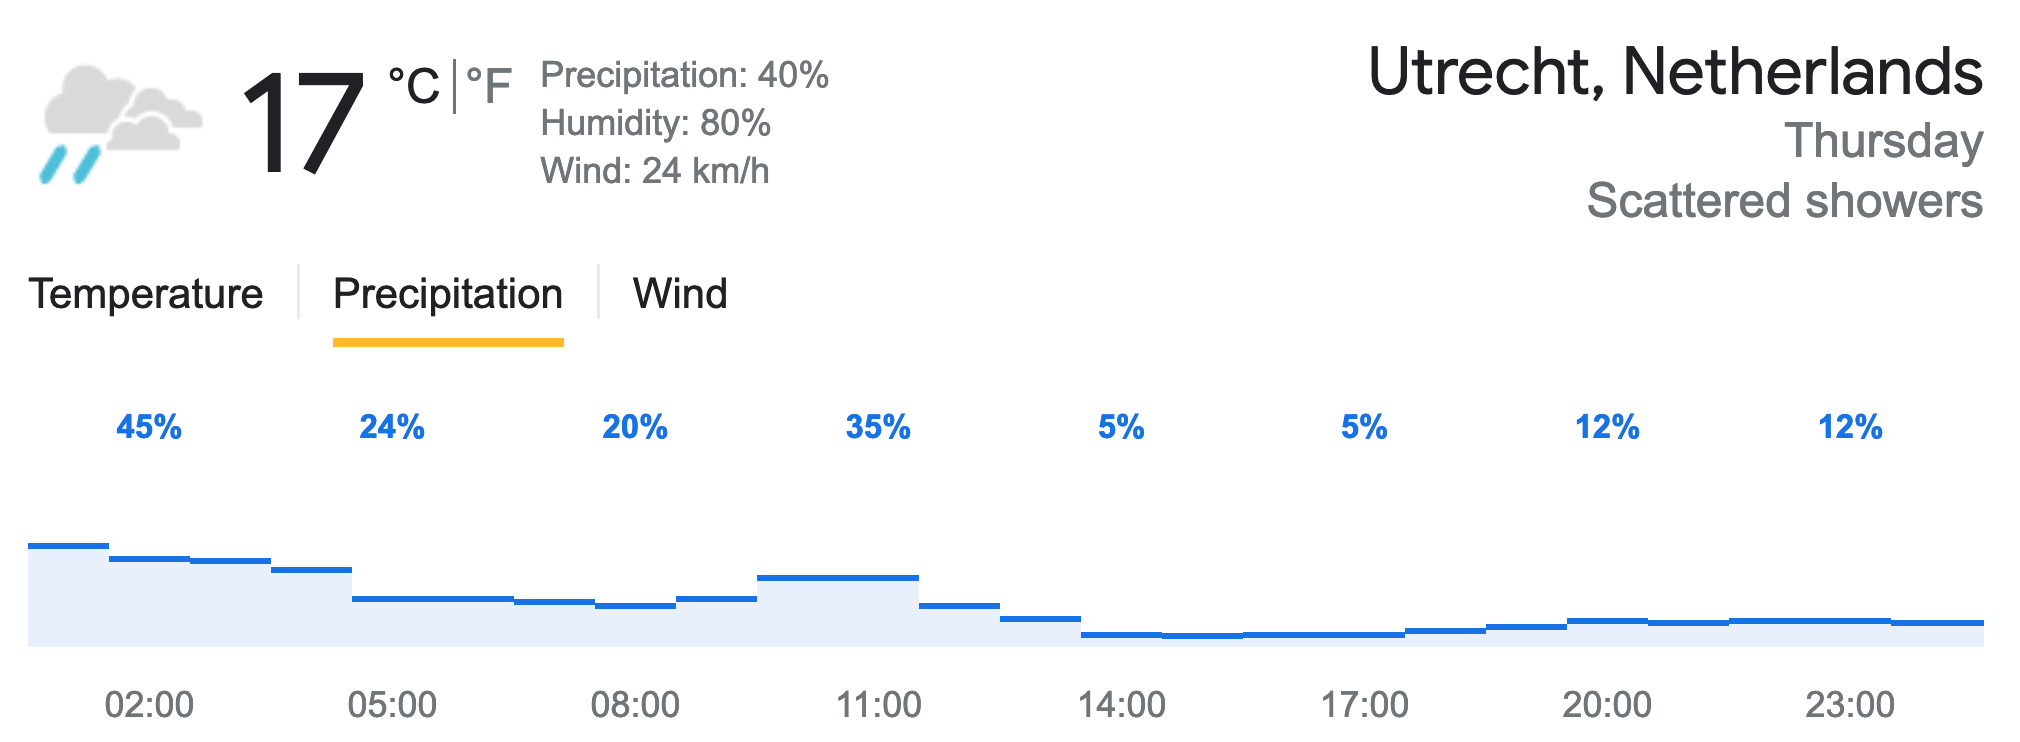 17 °C|°F
Precipitation: 40%
Humidity: 80%
Wind: 24 km/h
Utrecht, Netherlands
Thursday
Scattered showers
Temperature Precipitation Wind
45% 24% 20% 35% 5% 5% 12% 12%
02:00 05:00 08:00 11:00 14:00 17:00 20:00 23:00